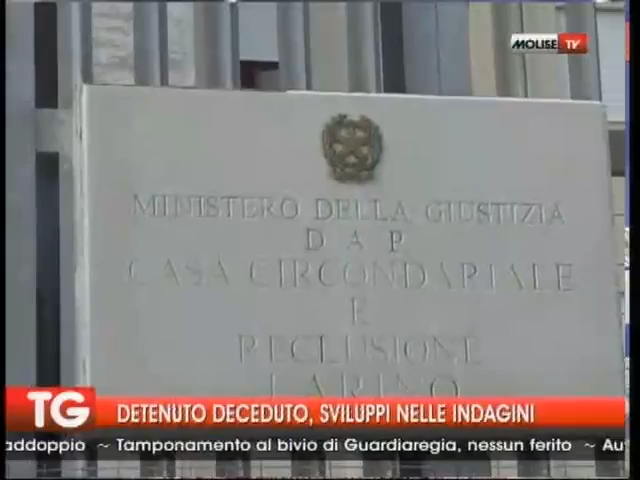 MOLISE TV
MINISTERO DELLA GIUSTIZIA
D A P
CASA CIRCONDARIALE
E
RECLUSIONE
LARINO
TG DETENUTO DECEDUTO, SVILUPPI NELLE INDAGINI
addoppio ~ Tamponamento al bivio di Guardiaregia, nessun ferito ~ Au